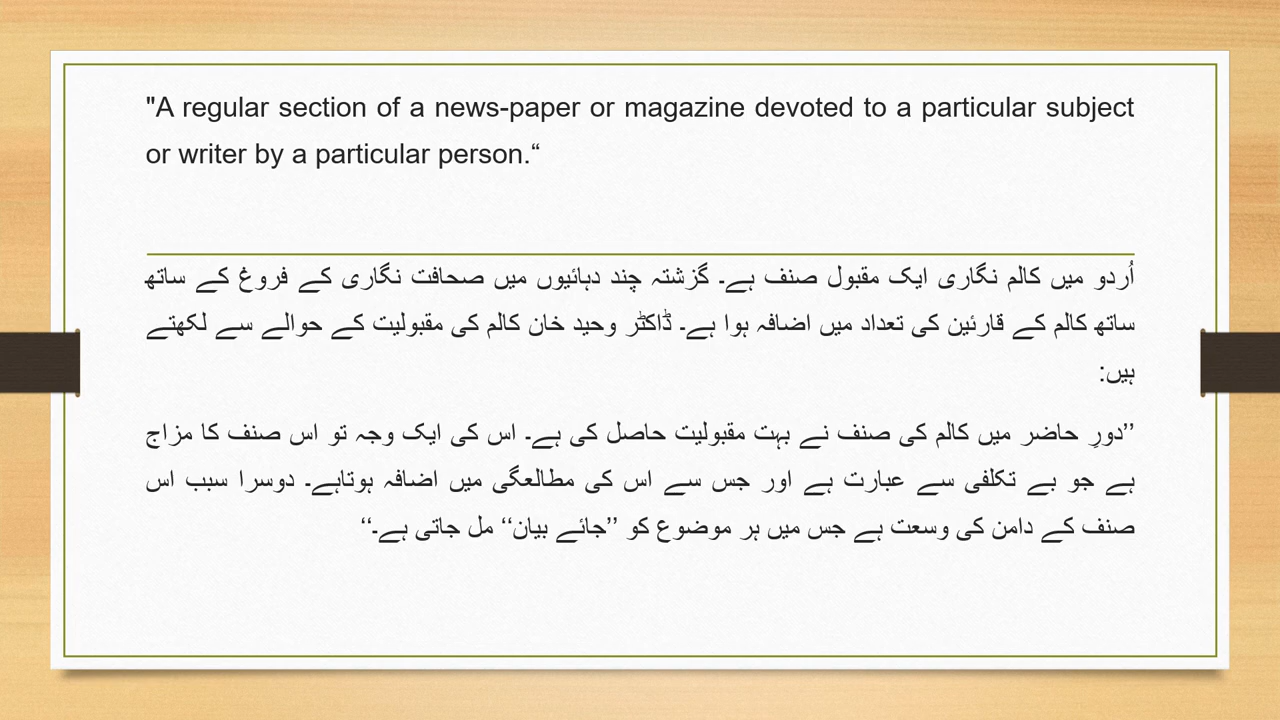 "A regular section of a news-paper or magazine devoted to a particular subject
or writer by a particular person.“
اُردو میں کالم نگاری ایک مقبول صنف ہے۔ گزشتہ چند دہائیوں میں صحافت نگاری کے فروغ کے ساتھ
ساتھ کالم کے قارئین کی تعداد میں اضافہ ہوا ہے۔ ڈاکٹر وحید خان کالم کی مقبولیت کے حوالے سے لکھتے
ہیں:
’’دورِ حاضر میں کالم کی صنف نے بہت مقبولیت حاصل کی ہے۔ اس کی ایک وجہ تو اس صنف کا مزاج
ہے جو بے تکلفی سے عبارت ہے اور جس سے اس کی مطالعگی میں اضافہ ہوتاہے۔ دوسرا سبب اس
صنف کے دامن کی وسعت ہے جس میں ہر موضوع کو ’’جائے بیان‘‘ مل جاتی ہے۔‘‘